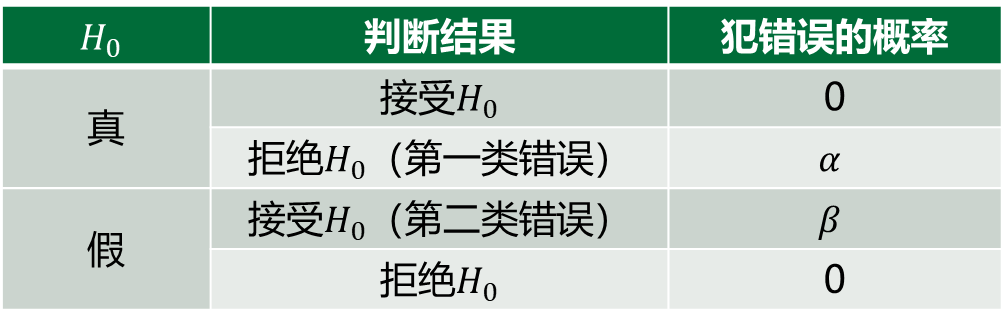 H₀ 判断结果 犯错误的概率
真 接受H₀ 0
拒绝H₀（第一类错误） α
假 接受H₀（第二类错误） β
拒绝H₀ 0